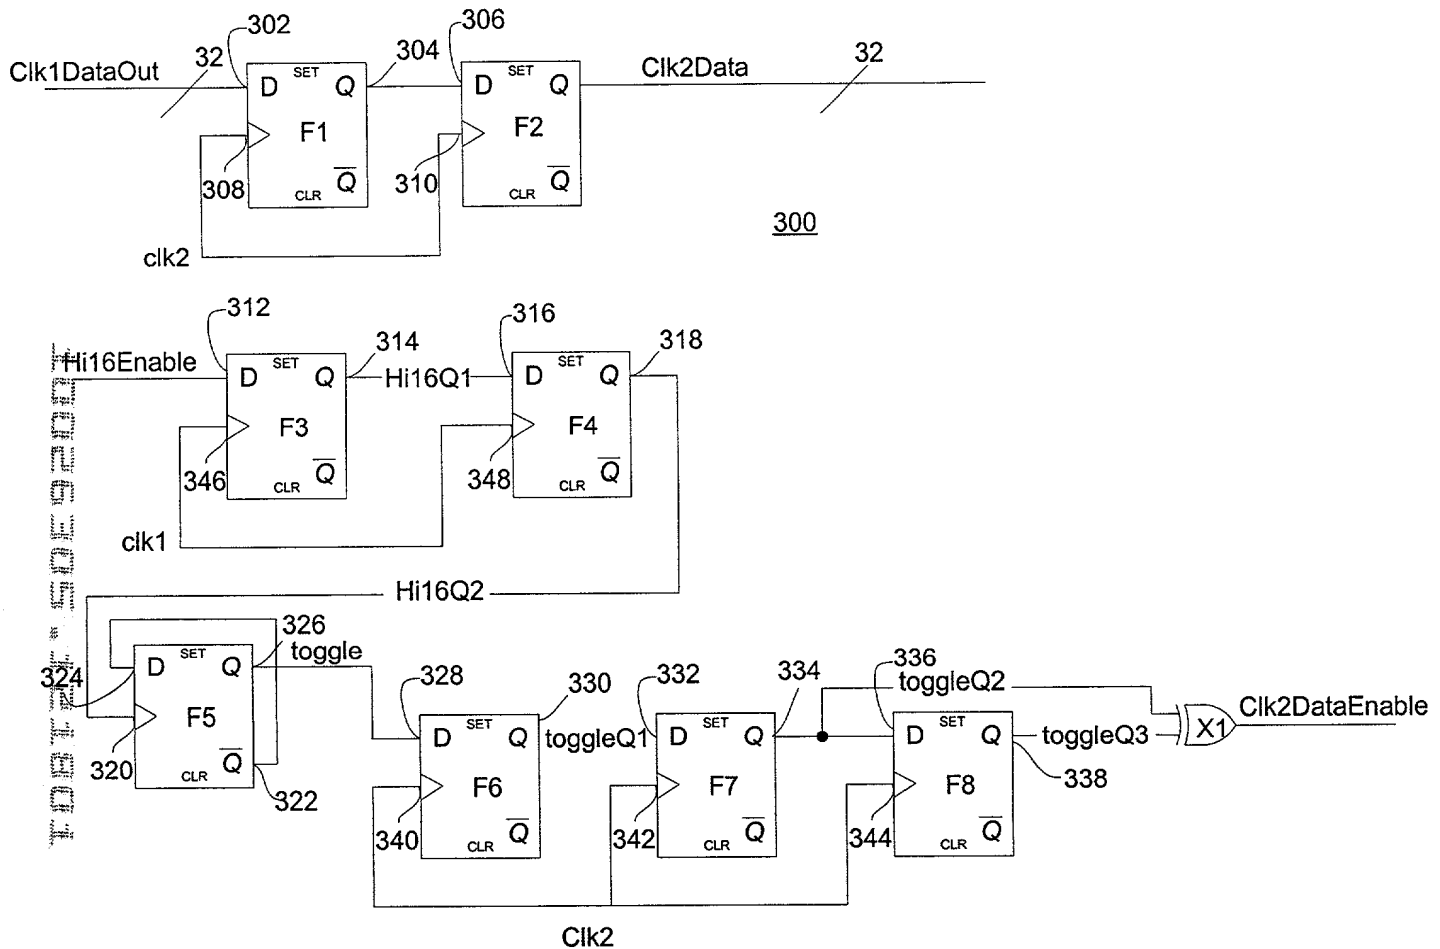 Clk1DataOut
32
302
D SET Q
F1
Q
CLR
308
304
306
D SET Q
F2
Q
CLR
310
clk2
Clk2Data
32
300
Hi16Enable
312
D SET Q
F3
Q
CLR
346
314
Hi16Q1
316
D SET Q
F4
Q
CLR
348
318
clk1
Hi16Q2
324
D SET Q
F5
Q
CLR
320
322
326
toggle
328
D SET Q
F6
Q
CLR
340
330
toggleQ1
332
D SET Q
F7
Q
CLR
342
334
336
toggleQ2
D SET Q
F8
Q
CLR
344
toggleQ3
338
X1
Clk2DataEnable
Clk2
10026305.121801